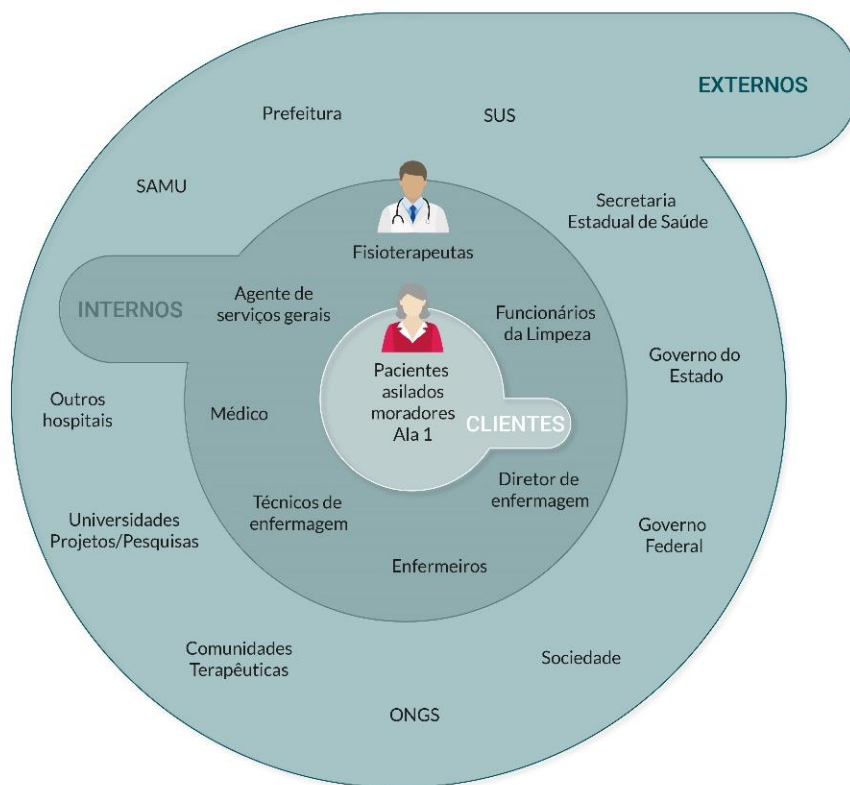 EXTERNOS
Prefeitura
SUS
SAMU
Secretaria
Estadual de Saúde
Fisioterapeutas
INTERNOS
Agente de
serviços gerais
Funcionários
da Limpeza
Governo do
Estado
Pacientes
asilados
moradores
Ala 1
CLIENTES
Outros
hospitais
Médico
Diretor de
enfermagem
Técnicos de
enfermagem
Universidades
Projetos/Pesquisas
Governo
Federal
Enfermeiros
Comunidades
Terapêuticas
Sociedade
ONGS